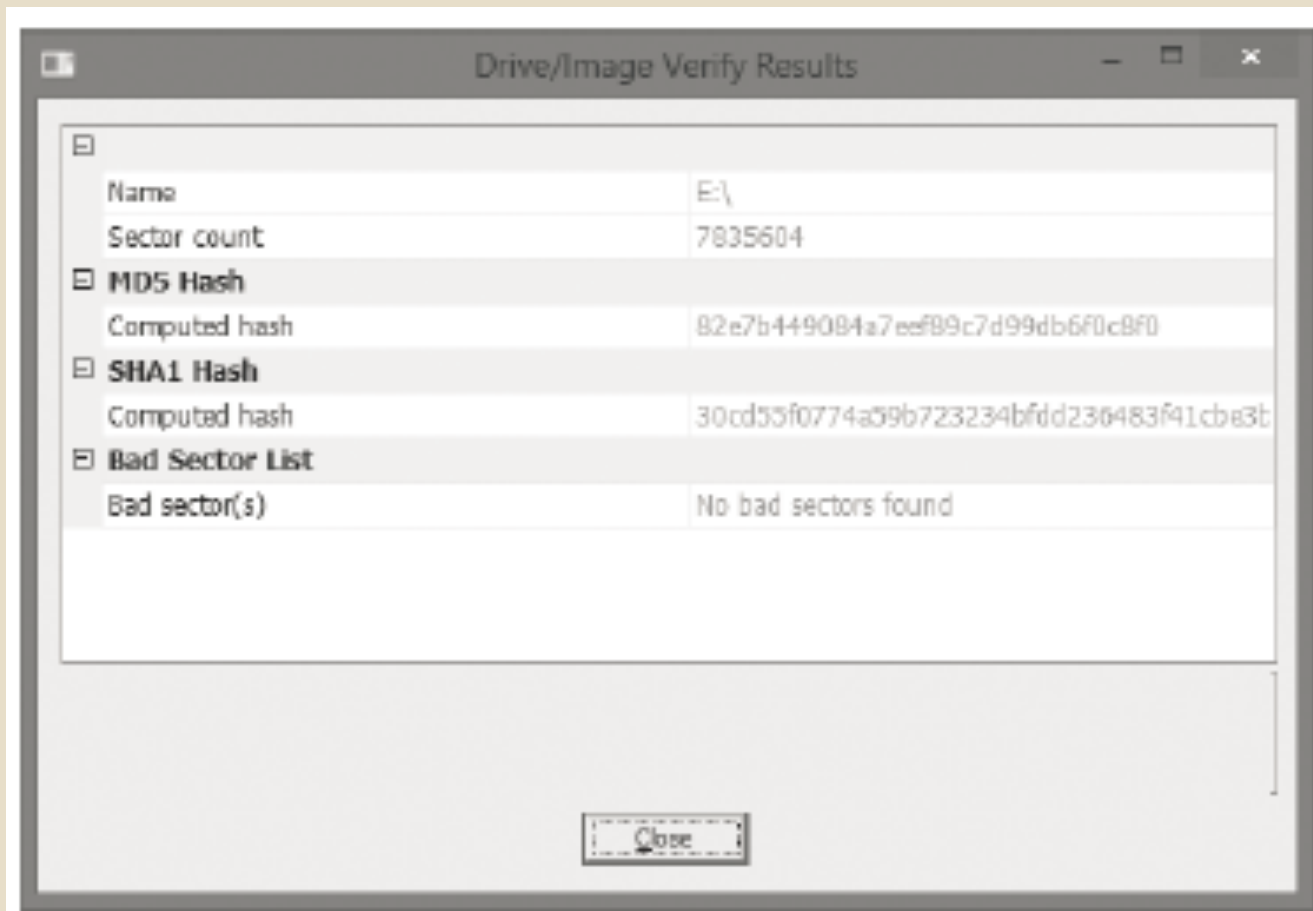 Drive/Image Verify Results
Name E:\
Sector count 7835604
MD5 Hash
Computed hash 82e7b449084a7eef89c7d99db6f0c8f0
SHA1 Hash
Computed hash 30cd55f0774a59b723234bfdd236483f41cbe3b
Bad Sector List
Bad sector(s) No bad sectors found
Close